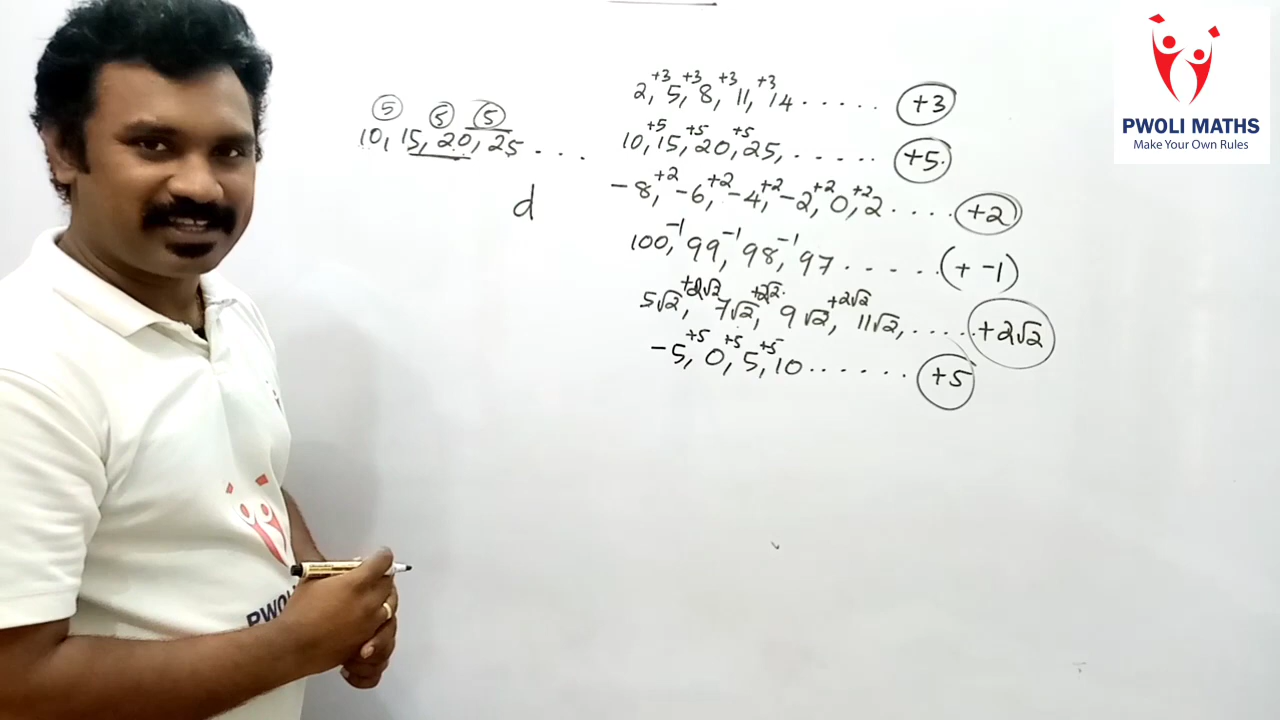 5 5 5
10, 15, 20, 25 . . .
d
+3 +3 +3 +3
2, 5, 8, 11, 14 . . . . . . +3
+5 +5 +5
10, 15, 20, 25, . . . . . +5
+2 +2 +2 +2 +2
-8, -6, -4, -2, 0, 2 . . . . +2
-1 -1 -1
100, 99, 98, 97 . . . . . (+ -1)
+2√2 +2√2 +2√2
5√2, 7√2, 9√2, 11√2, . . . . +2√2
+5 +5 +5
-5, 0, 5, 10 . . . . . . +5
PWOLI MATHS
Make Your Own Rules
PWOLI